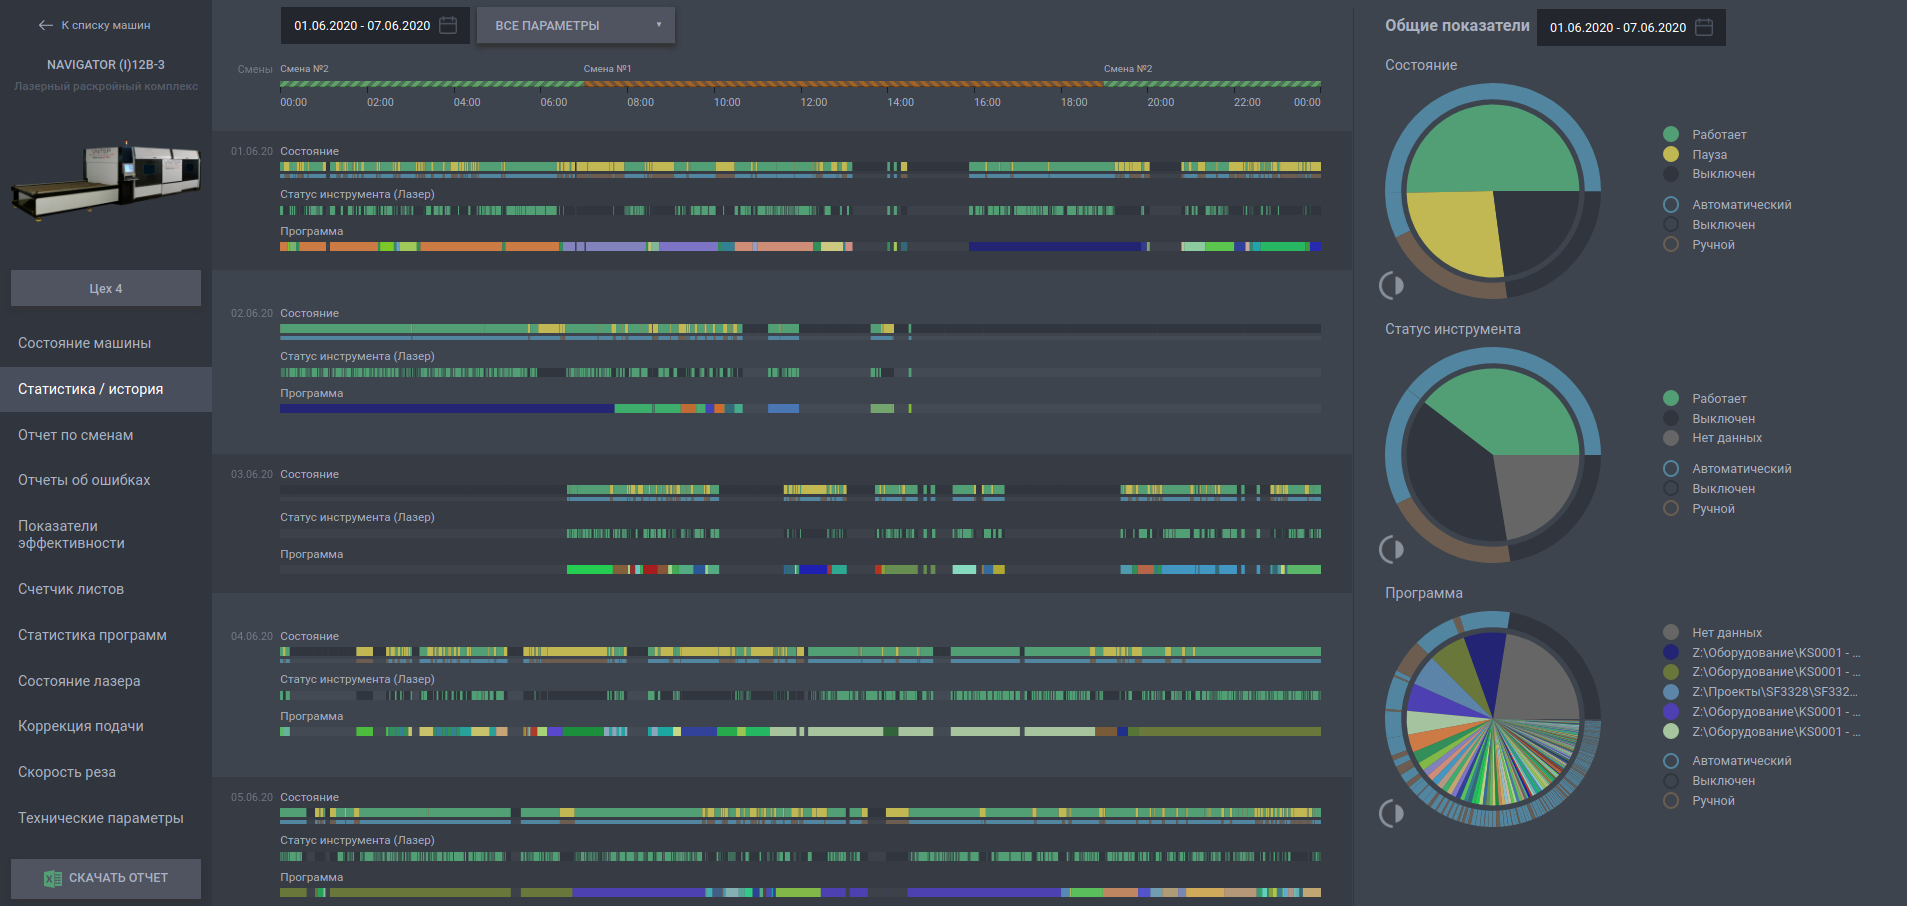 К списку машин
NAVIGATOR (I)12В-3
Лазерный раскройный комплекс
Цех 4
Состояние машины
Статистика / история
Отчет по сменам
Отчеты об ошибках
Показатели
эффективности
Счетчик листов
Статистика программ
Состояние лазера
Коррекция подачи
Скорость реза
Технические параметры
СКАЧАТЬ ОТЧЕТ
01.06.2020 - 07.06.2020
ВСЕ ПАРАМЕТРЫ
Смены
Смена №2
Смена №1
Смена №2
00:00 02:00 04:00 06:00 08:00 10:00 12:00 14:00 16:00 18:00 20:00 22:00 00:00
01.06.20 Состояние
Статус инструмента (Лазер)
Программа
02.06.20 Состояние
Статус инструмента (Лазер)
Программа
03.06.20 Состояние
Статус инструмента (Лазер)
Программа
04.06.20 Состояние
Статус инструмента (Лазер)
Программа
05.06.20 Состояние
Статус инструмента (Лазер)
Программа
Общие показатели
01.06.2020 - 07.06.2020
Состояние
Работает
Пауза
Выключен
Автоматический
Выключен
Ручной
Статус инструмента
Работает
Выключен
Нет данных
Автоматический
Выключен
Ручной
Программа
Нет данных
Z:\Оборудование\KS0001 - ...
Z:\Оборудование\KS0001 - ...
Z:\Проекты\SF3328\SF332...
Z:\Оборудование\KS0001 - ...
Z:\Оборудование\KS0001 - ...
Автоматический
Выключен
Ручной